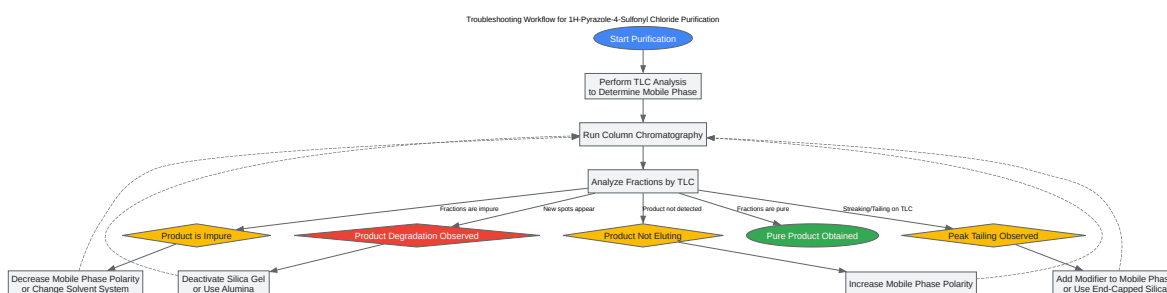 Troubleshooting Workflow for 1H-Pyrazole-4-Sulfonyl Chloride Purification
Start Purification
Perform TLC Analysis
to Determine Mobile Phase
Run Column Chromatography
Analyze Fractions by TLC
Fractions are impure
New spots appear
Product not detected
Fractions are pure
Streaking/Tailing on TLC
Product is Impure
Product Degradation Observed
Product Not Eluting
Pure Product Obtained
Peak Tailing Observed
Decrease Mobile Phase Polarity
or Change Solvent System
Deactivate Silica Gel
or Use Alumina
Increase Mobile Phase Polarity
Add Modifier to Mobile Phas
or Use End-Capped Silica